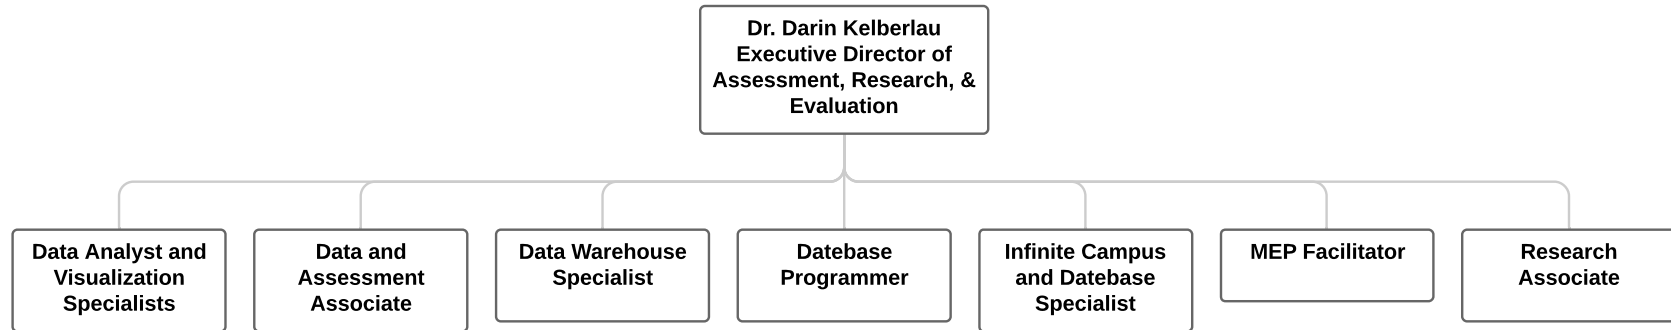 Dr. Darin Kelberlau
Executive Director of
Assessment, Research, &
Evaluation
Data Analyst and
Visualization
Specialists
Data and
Assessment
Associate
Data Warehouse
Specialist
Datebase
Programmer
Infinite Campus
and Datebase
Specialist
MEP Facilitator
Research
Associate